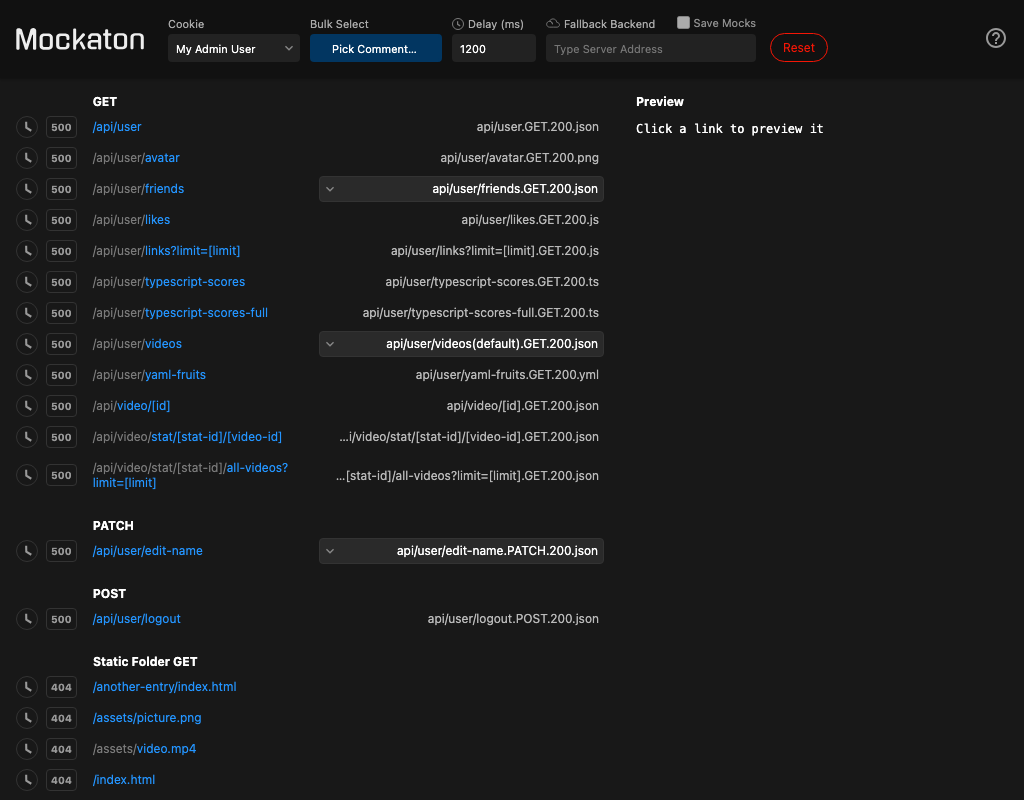 Mockaton
Cookie
My Admin User
Bulk Select
Pick Comment...
Delay (ms)
1200
Fallback Backend
Type Server Address
Save Mocks
Reset
?
GET
500 /api/user api/user.GET.200.json
500 /api/user/avatar api/user/avatar.GET.200.png
500 /api/user/friends api/user/friends.GET.200.json
500 /api/user/likes api/user/likes.GET.200.js
500 /api/user/links?limit=[limit] api/user/links?limit=[limit].GET.200.js
500 /api/user/typescript-scores api/user/typescript-scores.GET.200.ts
500 /api/user/typescript-scores-full api/user/typescript-scores-full.GET.200.ts
500 /api/user/videos api/user/videos(default).GET.200.json
500 /api/user/yaml-fruits api/user/yaml-fruits.GET.200.yml
500 /api/video/[id] api/video/[id].GET.200.json
500 /api/video/stat/[stat-id]/[video-id] ...i/video/stat/[stat-id]/[video-id].GET.200.json
500 /api/video/stat/[stat-id]/all-videos?
limit=[limit] ...[stat-id]/all-videos?limit=[limit].GET.200.json
PATCH
500 /api/user/edit-name api/user/edit-name.PATCH.200.json
POST
500 /api/user/logout api/user/logout.POST.200.json
Static Folder GET
404 /another-entry/index.html
404 /assets/picture.png
404 /assets/video.mp4
404 /index.html
Preview
Click a link to preview it